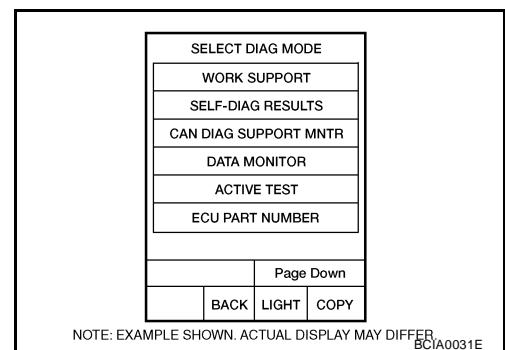 SELECT DIAG MODE
WORK SUPPORT
SELF-DIAG RESULTS
CAN DIAG SUPPORT MNTR
DATA MONITOR
ACTIVE TEST
ECU PART NUMBER
Page Down
BACK LIGHT COPY
NOTE: EXAMPLE SHOWN. ACTUAL DISPLAY MAY DIFFER.
BCIA0031E